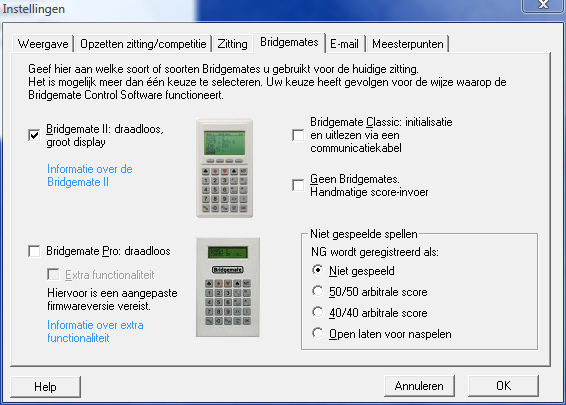 Instellingen
Weergave
Opzetten zitting/competitie
Zitting
Bridgemates
E-mail
Meesterpunten
Geef hier aan welke soort of soorten Bridgemates u gebruikt voor de huidige zitting.
Het is mogelijk meer dan één keuze te selecteren. Uw keuze heeft gevolgen voor de wijze waarop de
Bridgemate Control Software functioneert.
Bridgemate II: draadloos,
groot display
Informatie over de
Bridgemate II
Bridgemate Classic: initialisatie
en uitlezen via een
communicatiekabel
Geen Bridgemates.
Handmatige score-invoer
Bridgemate Pro: draadloos
Extra functionaliteit
Hiervoor is een aangepaste
firmwareversie vereist.
Informatie over extra
functionaliteit
Bridgemate
Niet gespeelde spellen
NG wordt geregistreerd als:
Niet gespeeld
50/50 arbitrale score
40/40 arbitrale score
Open laten voor naspelen
Help
Annuleren
OK